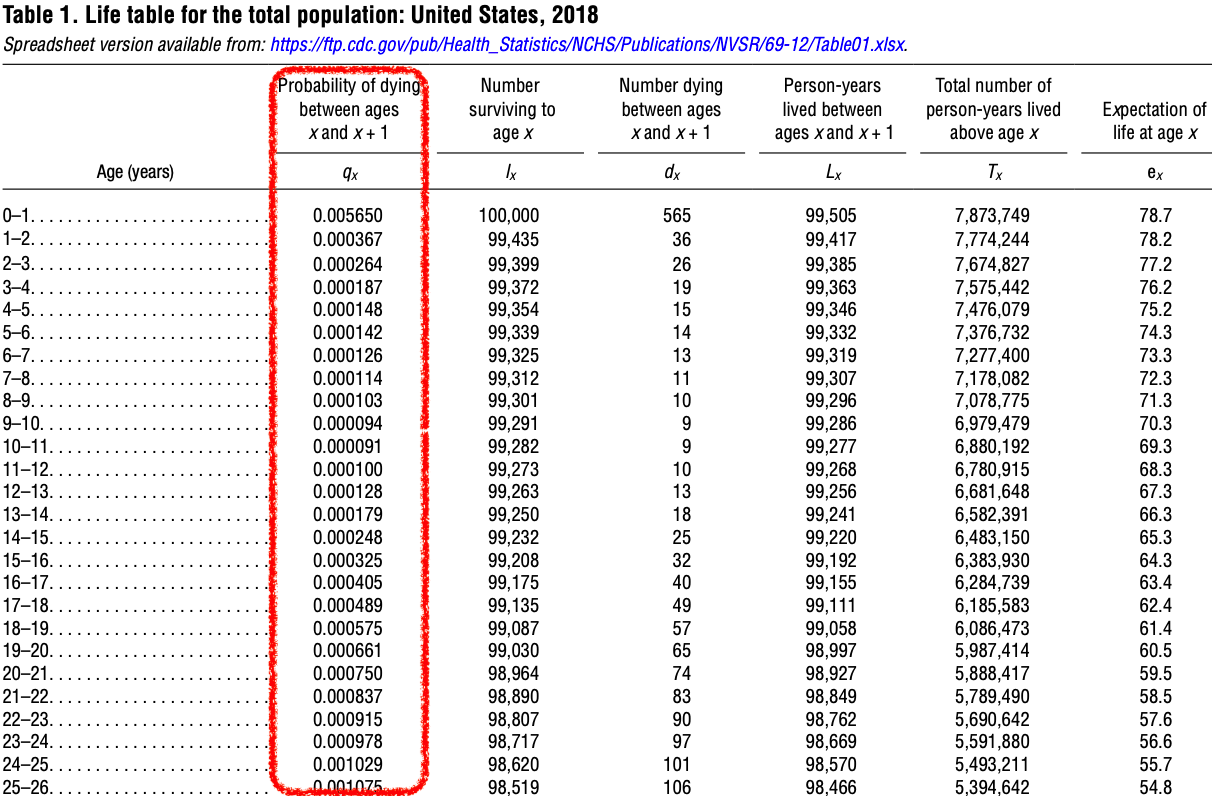 Table 1. Life table for the total population: United States, 2018
Spreadsheet version available from: https://ftp.cdc.gov/pub/Health_Statistics/NCHS/Publications/NVSR/69-12/Table01.xlsx.
Probability of dying Number Number dying Person-years Total number of
between ages surviving to between ages lived between person-years lived Expectation of
x and x + 1 age x x and x + 1 ages x and x + 1 above age x life at age x
Age (years) qx lx dx Lx Tx ex
0–1. . . . . . . . . . . . . . . . . . . . . . . . . 0.005650 100,000 565 99,505 7,873,749 78.7
1–2. . . . . . . . . . . . . . . . . . . . . . . . . 0.000367 99,435 36 99,417 7,774,244 78.2
2–3. . . . . . . . . . . . . . . . . . . . . . . . . 0.000264 99,399 26 99,385 7,674,827 77.2
3–4. . . . . . . . . . . . . . . . . . . . . . . . . 0.000187 99,372 19 99,363 7,575,442 76.2
4–5. . . . . . . . . . . . . . . . . . . . . . . . . 0.000148 99,354 15 99,346 7,476,079 75.2
5–6. . . . . . . . . . . . . . . . . . . . . . . . . 0.000142 99,339 14 99,332 7,376,732 74.3
6–7. . . . . . . . . . . . . . . . . . . . . . . . . 0.000126 99,325 13 99,319 7,277,400 73.3
7–8. . . . . . . . . . . . . . . . . . . . . . . . . 0.000114 99,312 11 99,307 7,178,082 72.3
8–9. . . . . . . . . . . . . . . . . . . . . . . . . 0.000103 99,301 10 99,296 7,078,775 71.3
9–10. . . . . . . . . . . . . . . . . . . . . . . . 0.000094 99,291 9 99,286 6,979,479 70.3
10–11. . . . . . . . . . . . . . . . . . . . . . . 0.000091 99,282 9 99,277 6,880,192 69.3
11–12. . . . . . . . . . . . . . . . . . . . . . . 0.000100 99,273 10 99,268 6,780,915 68.3
12–13. . . . . . . . . . . . . . . . . . . . . . . 0.000128 99,263 13 99,256 6,681,648 67.3
13–14. . . . . . . . . . . . . . . . . . . . . . . 0.000179 99,250 18 99,241 6,582,391 66.3
14–15. . . . . . . . . . . . . . . . . . . . . . . 0.000248 99,232 25 99,220 6,483,150 65.3
15–16. . . . . . . . . . . . . . . . . . . . . . . 0.000325 99,208 32 99,192 6,383,930 64.3
16–17. . . . . . . . . . . . . . . . . . . . . . . 0.000405 99,175 40 99,155 6,284,739 63.4
17–18. . . . . . . . . . . . . . . . . . . . . . . 0.000489 99,135 49 99,111 6,185,583 62.4
18–19. . . . . . . . . . . . . . . . . . . . . . . 0.000575 99,087 57 99,058 6,086,473 61.4
19–20. . . . . . . . . . . . . . . . . . . . . . . 0.000661 99,030 65 98,997 5,987,414 60.5
20–21. . . . . . . . . . . . . . . . . . . . . . . 0.000750 98,964 74 98,927 5,888,417 59.5
21–22. . . . . . . . . . . . . . . . . . . . . . . 0.000837 98,890 83 98,849 5,789,490 58.5
22–23. . . . . . . . . . . . . . . . . . . . . . . 0.000915 98,807 90 98,762 5,690,642 57.6
23–24. . . . . . . . . . . . . . . . . . . . . . . 0.000978 98,717 97 98,669 5,591,880 56.6
24–25. . . . . . . . . . . . . . . . . . . . . . . 0.001029 98,620 101 98,570 5,493,211 55.7
25–26. . . . . . . . . . . . . . . . . . . . . . . 0.001075 98,519 106 98,466 5,394,642 54.8